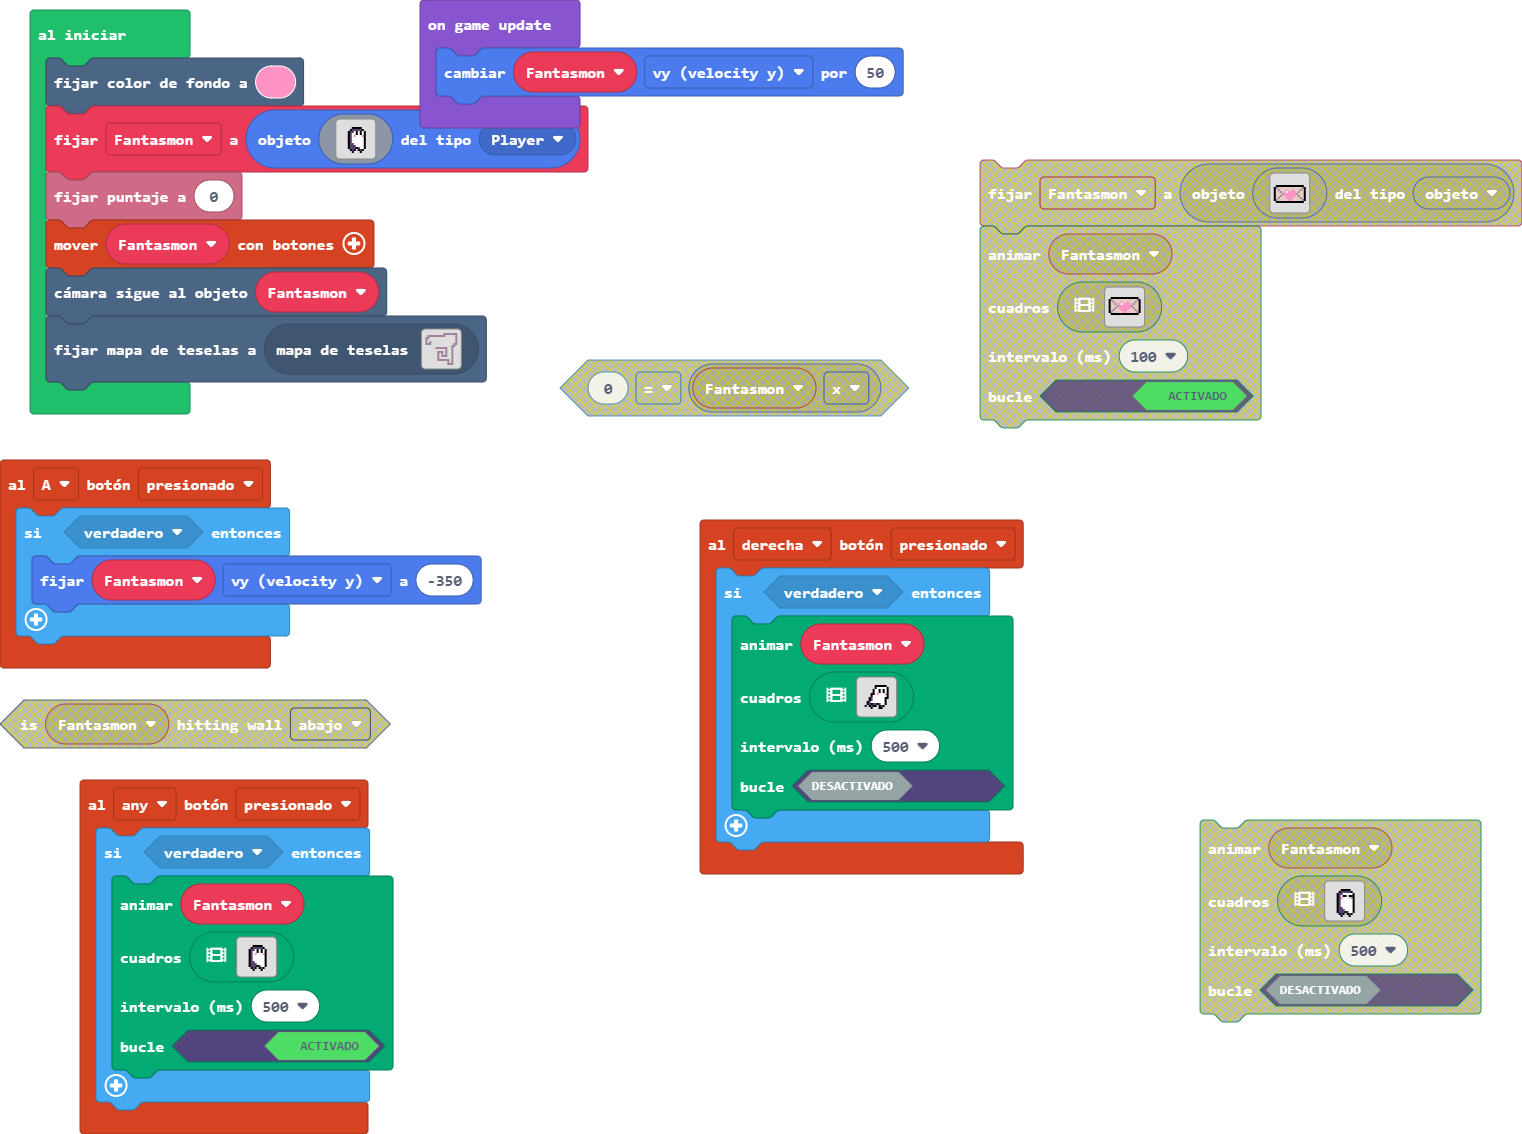 al iniciar
fijar color de fondo a
fijar Fantasmon a objeto del tipo Player
fijar puntaje a 0
mover Fantasmon con botones
cámara sigue al objeto Fantasmon
fijar mapa de teselas a mapa de teselas
on game update
cambiar Fantasmon vy (velocity y) por 50
fijar Fantasmon a objeto del tipo objeto
animar Fantasmon
cuadros
intervalo (ms) 100
bucle ACTIVADO
0 = Fantasmon x
al A botón presionado
si verdadero entonces
fijar Fantasmon vy (velocity y) a -350
is Fantasmon hitting wall abajo
al derecha botón presionado
si verdadero entonces
animar Fantasmon
cuadros
intervalo (ms) 500
bucle DESACTIVADO
al any botón presionado
si verdadero entonces
animar Fantasmon
cuadros
intervalo (ms) 500
bucle ACTIVADO
animar Fantasmon
cuadros
intervalo (ms) 500
bucle DESACTIVADO